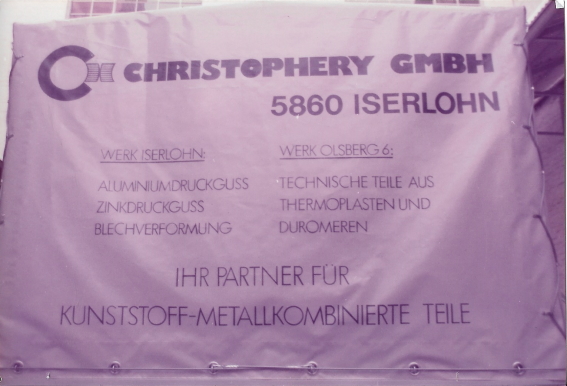 CHRISTOPHERY GMBH
5860 ISERLOHN
WERK ISERLOHN:
ALUMINIUMDRUCKGUSS
ZINKDRUCKGUSS
BLECHVERFORMUNG
WERK OLSBERG 6:
TECHNISCHE TEILE AUS
THERMOPLASTEN UND
DUROMEREN
IHR PARTNER FÜR
KUNSTSTOFF-METALLKOMBINIERTE TEILE